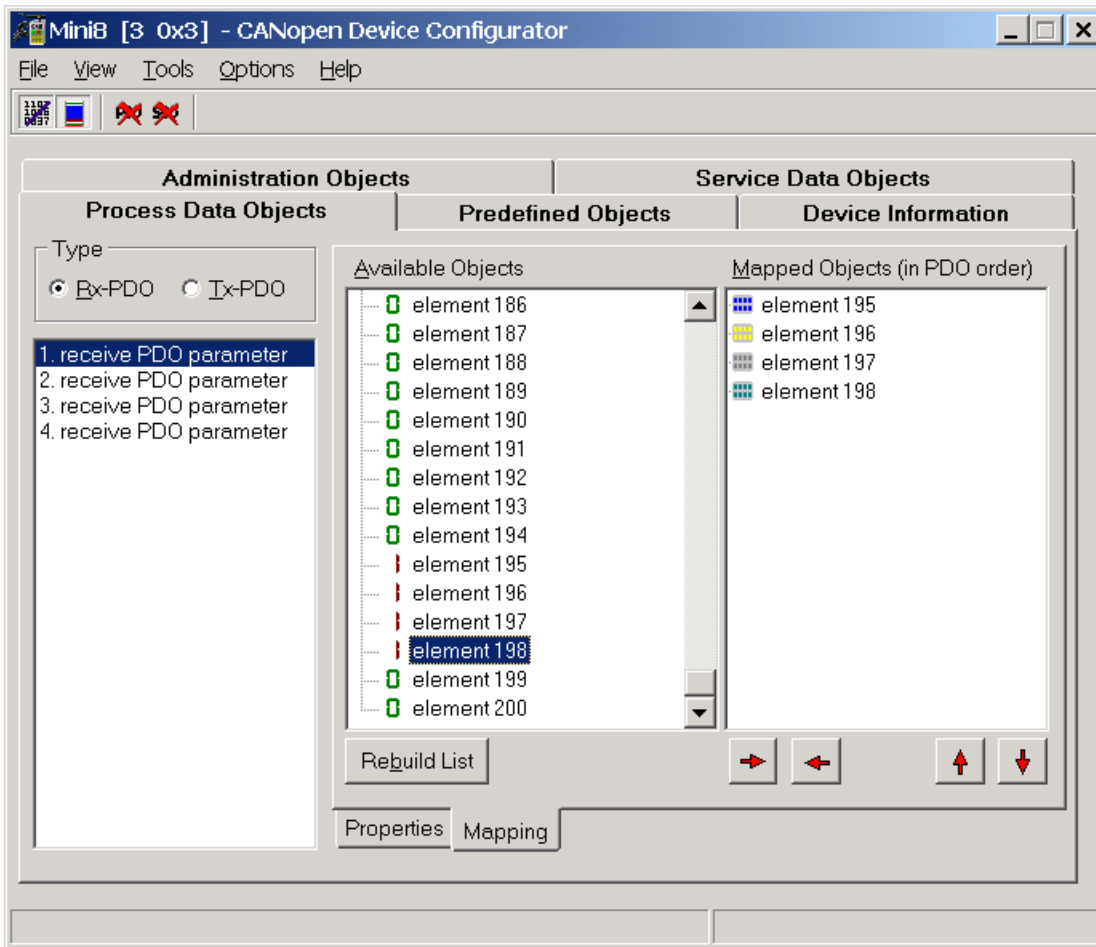 Mini8 [3 0x3] - CANopen Device Configurator
File View Tools Options Help
Administration Objects Service Data Objects
Process Data Objects Predefined Objects Device Information
Type
Rx-PDO Tx-PDO
1. receive PDO parameter
2. receive PDO parameter
3. receive PDO parameter
4. receive PDO parameter
Available Objects
element 186
element 187
element 188
element 189
element 190
element 191
element 192
element 193
element 194
element 195
element 196
element 197
element 198
element 199
element 200
Rebuild List
Mapped Objects (in PDO order)
element 195
element 196
element 197
element 198
Properties Mapping